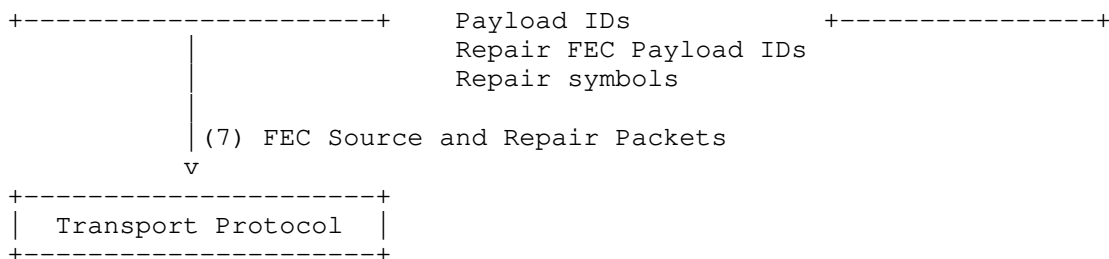 +----------------------+ Payload IDs +----------------+
| Repair FEC Payload IDs
| Repair symbols
|
|(7) FEC Source and Repair Packets
v
+----------------------+
| Transport Protocol |
+----------------------+